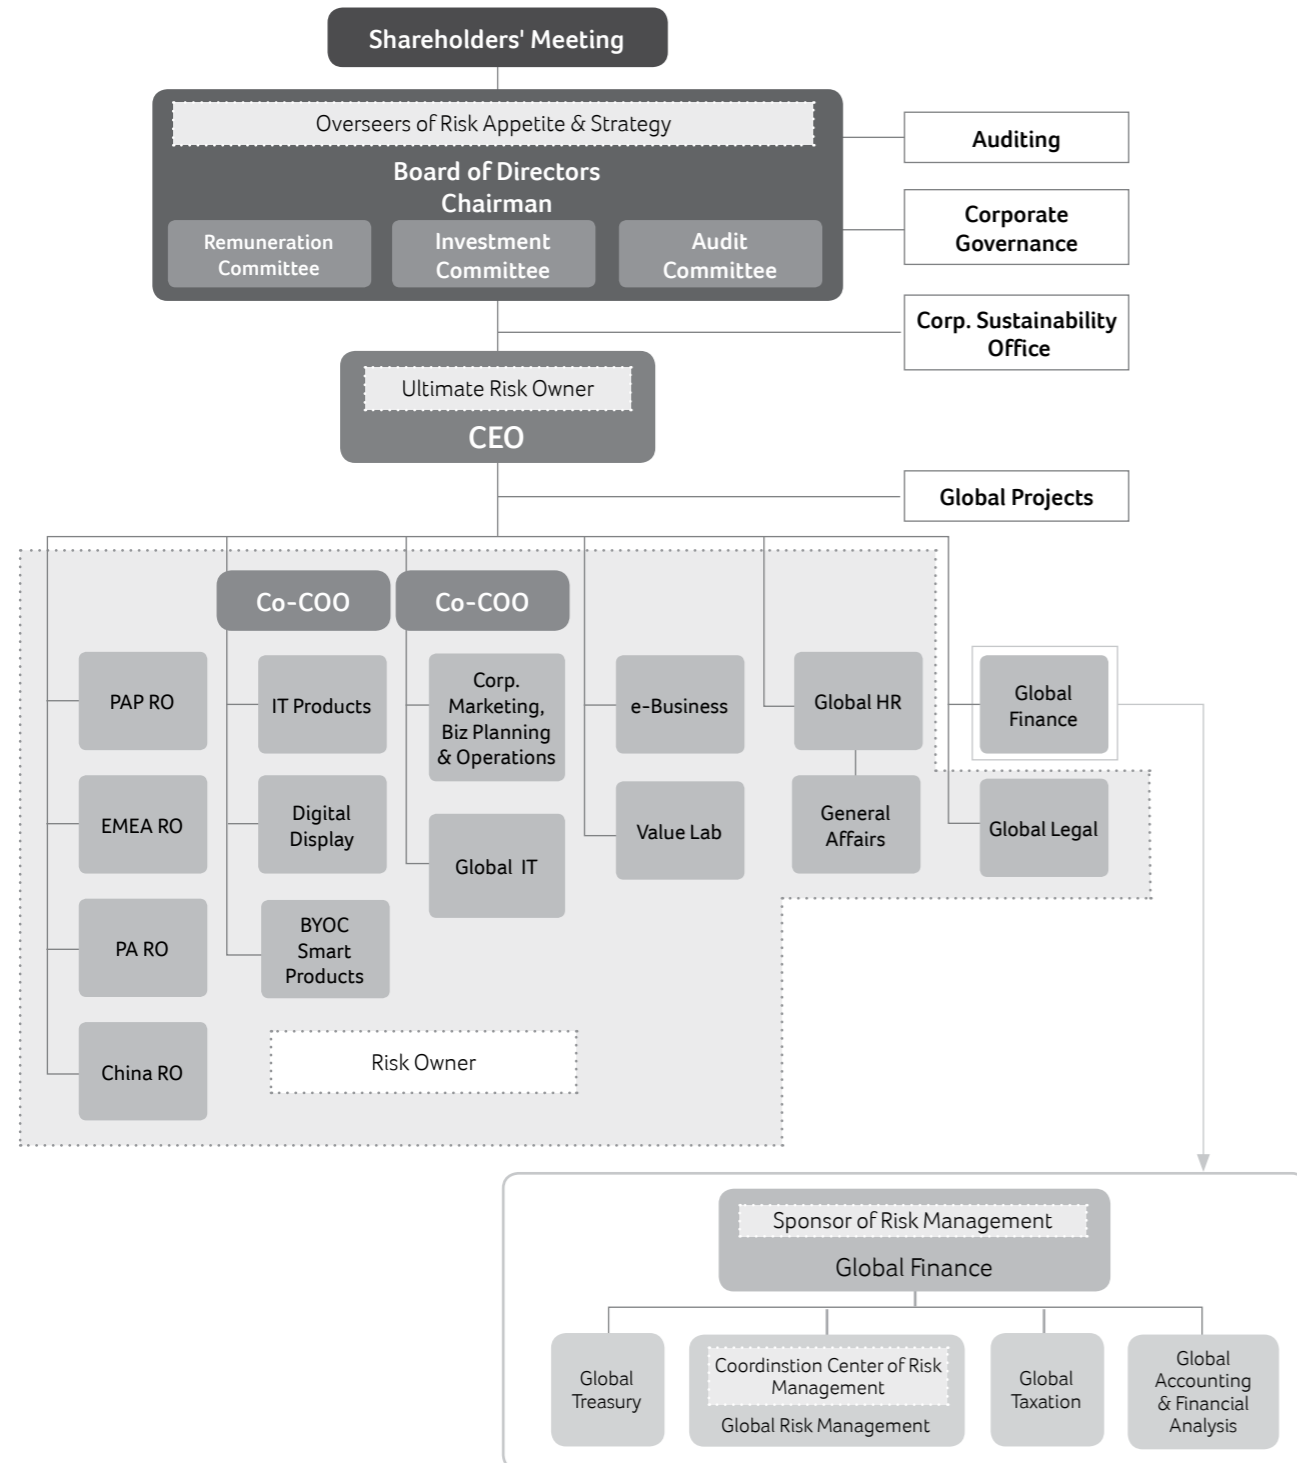 Shareholders' Meeting
Overseers of Risk Appetite & Strategy
Board of Directors
Chairman
Remuneration
Committee
Investment
Committee
Audit
Committee
Auditing
Corporate
Governance
Corp. Sustainability
Office
Ultimate Risk Owner
CEO
Global Projects
Co-COO
Co-COO
PAP RO
EMEA RO
PA RO
China RO
IT Products
Digital
Display
BYOC
Smart
Products
Corp.
Marketing,
Biz Planning
& Operations
Global IT
e-Business
Value Lab
Global HR
General
Affairs
Global
Finance
Global Legal
Risk Owner
Sponsor of Risk Management
Global Finance
Global
Treasury
Coordinstion Center of Risk
Management
Global Risk Management
Global
Taxation
Global
Accounting
& Financial
Analysis